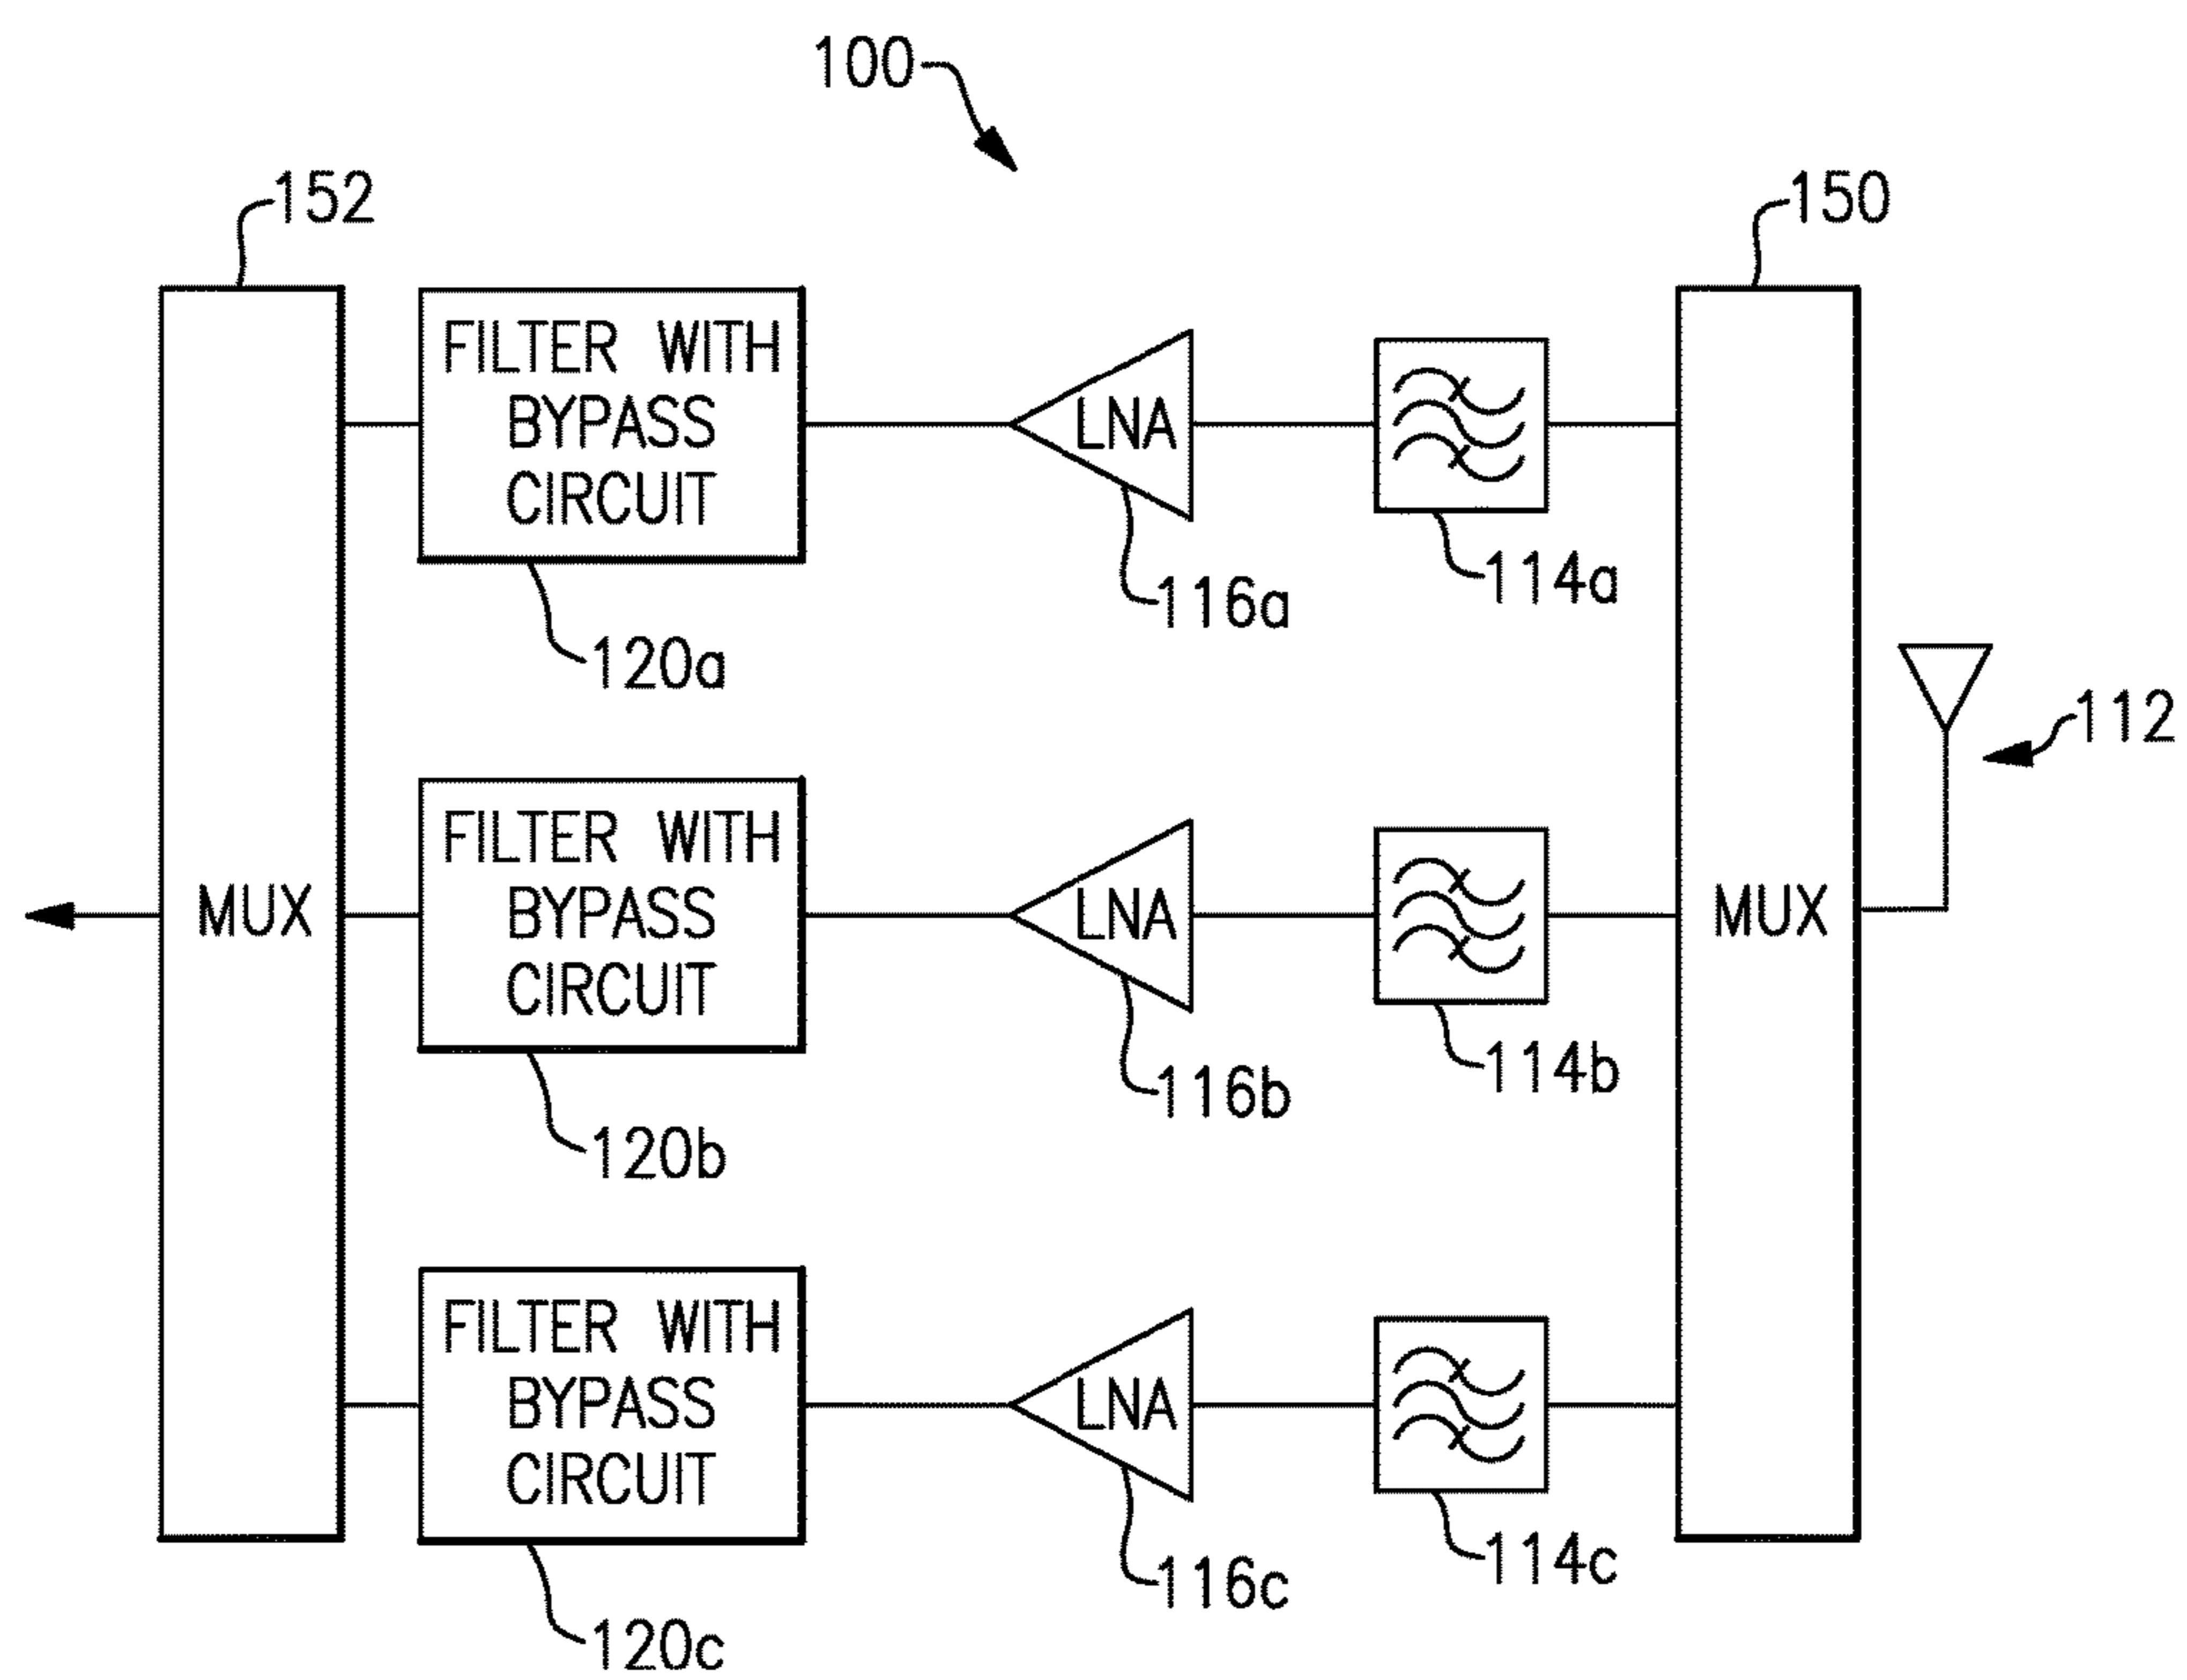 100
152
150
FILTER WITH
BYPASS
CIRCUIT
LNA
114a
116a
120a
112
FILTER WITH
BYPASS
CIRCUIT
MUX
LNA
MUX
114b
116b
120b
FILTER WITH
BYPASS
CIRCUIT
LNA
114c
116c
120c